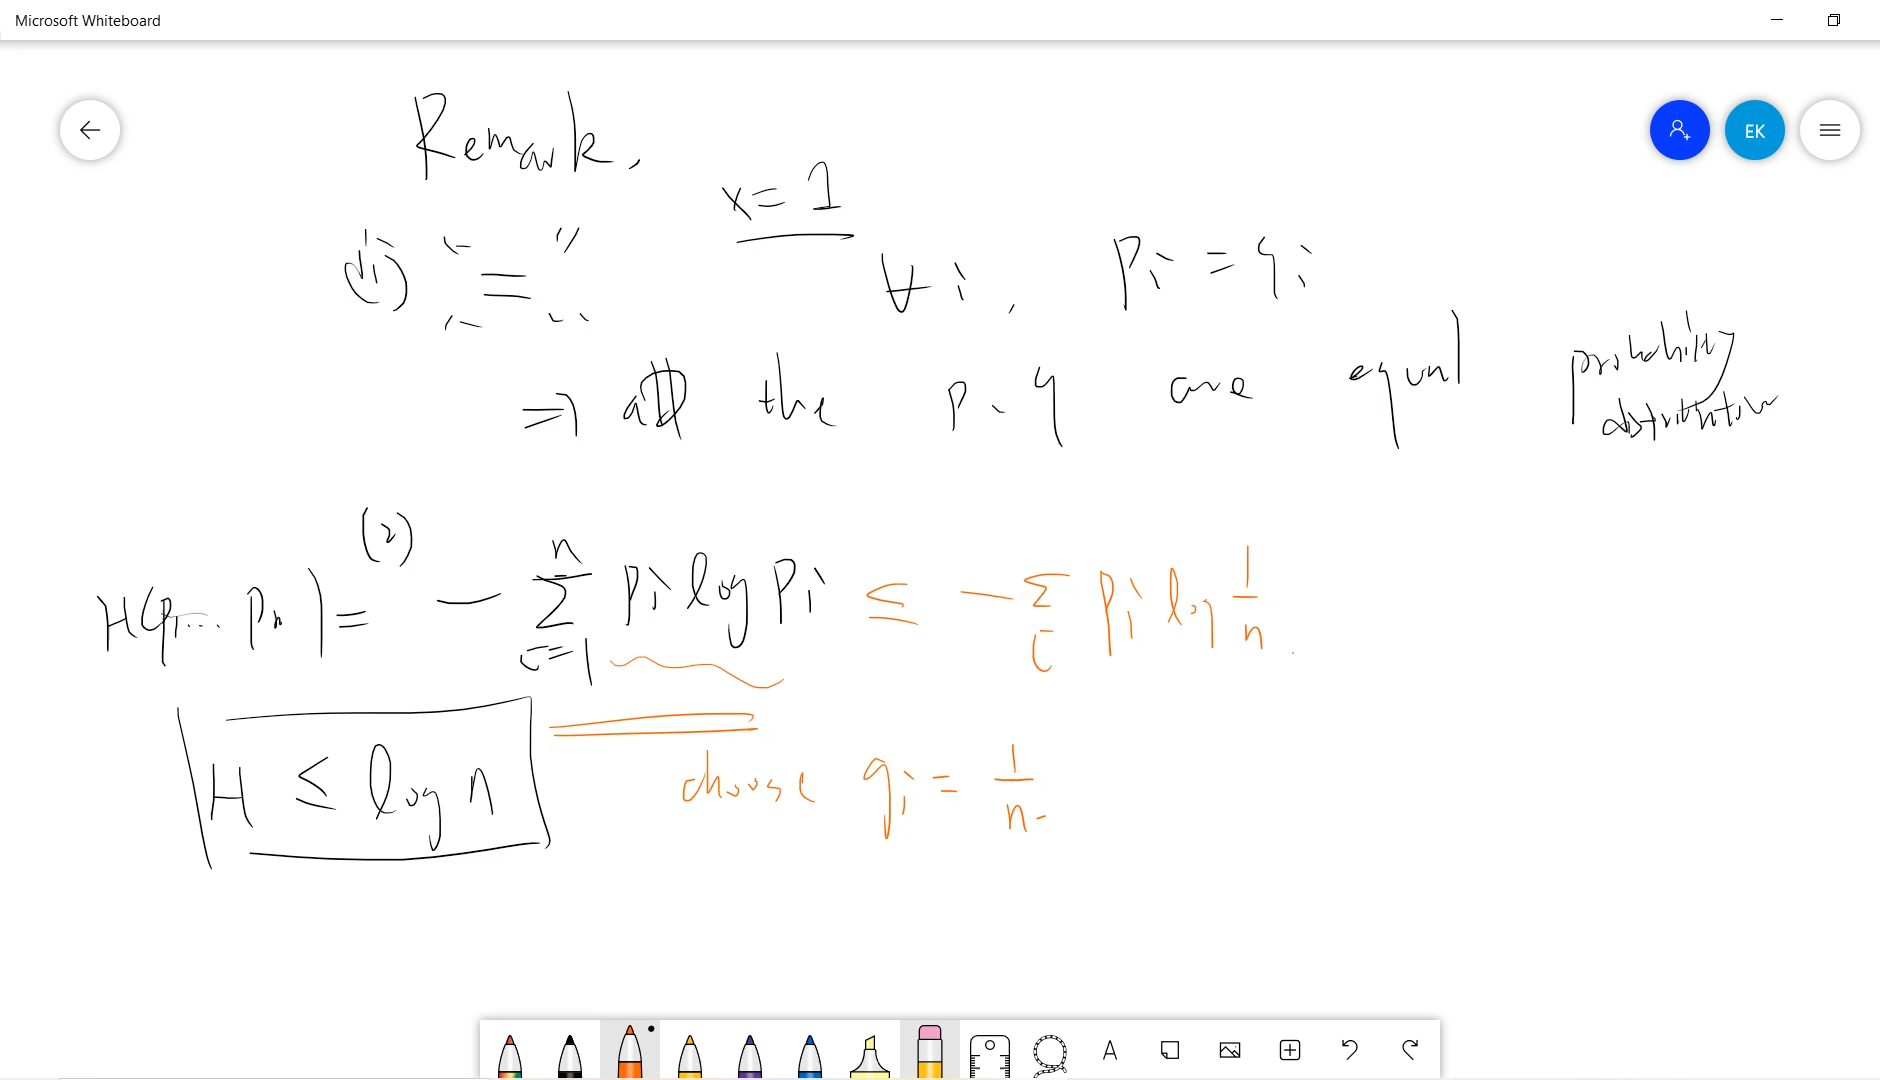 Microsoft Whiteboard
EK
Remark.
x = 1
(1) "=" ∀ i, Pi = qi
⇒ all the p. q are equal probability distribution
(2)
H(P1... Pn) = - Σ_{i=1}^{n} Pi log Pi ≤ - Σ_i Pi log 1/n.
H ≤ log n
choose qi = 1/n.
A